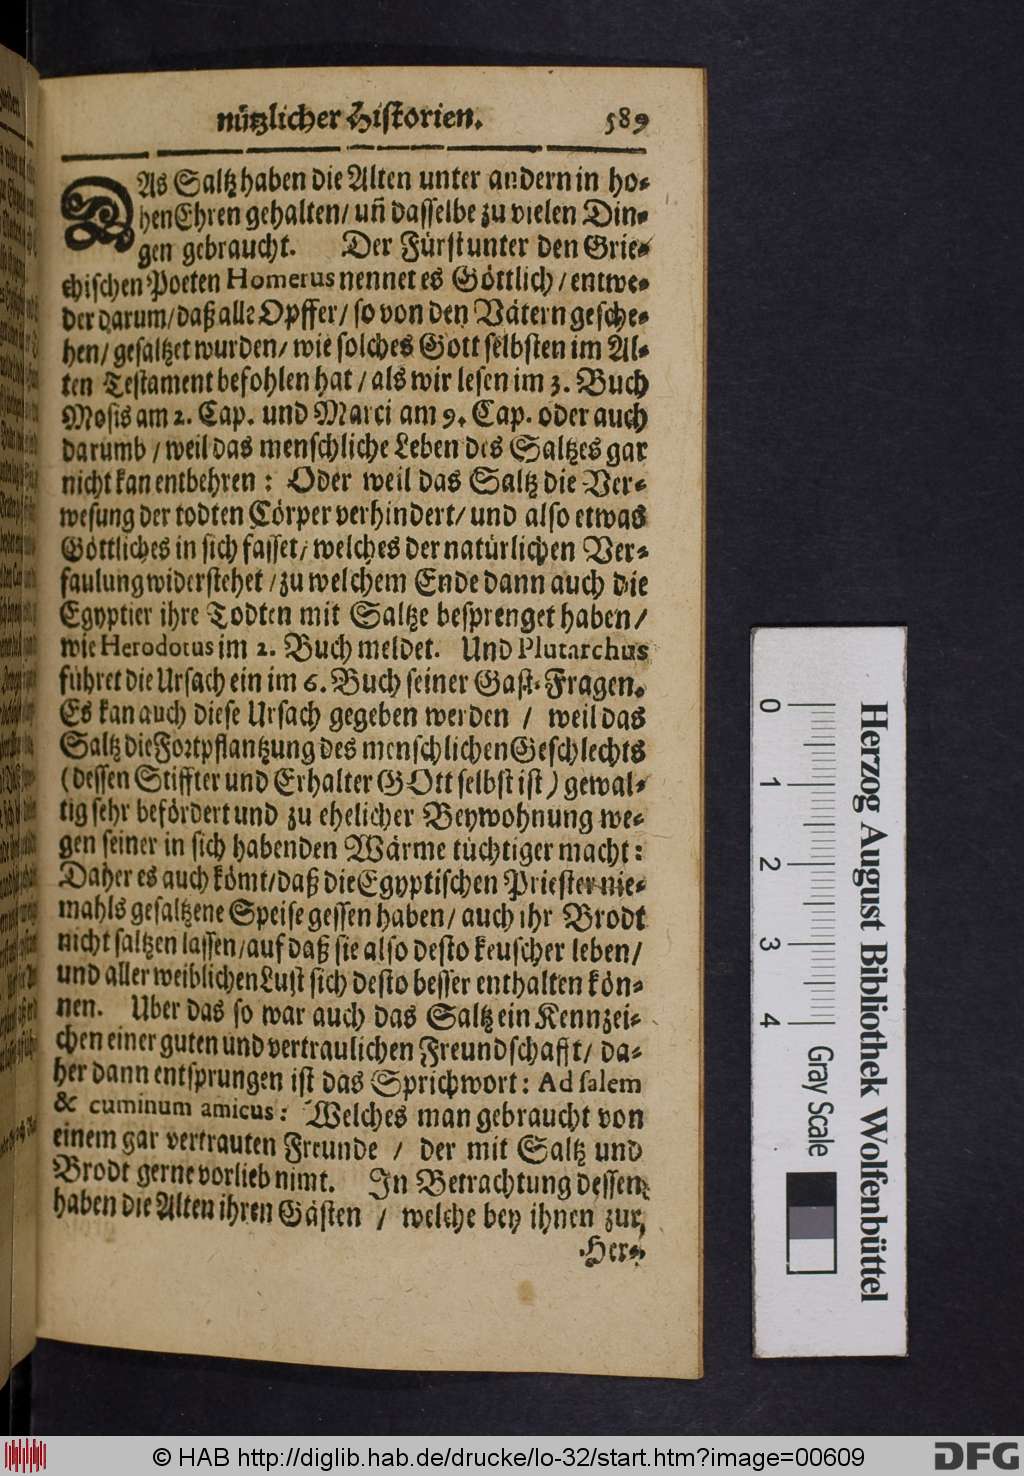 nützlicher Historien. 589
DAs Saltz haben die Alten unter andern in ho-
hen Ehren gehalten / uñ dasselbe zu vielen Din-
gen gebraucht. Der Fürst unter den Grie-
chischen Poeten Homerus nennet es Göttlich / entwe-
der darum / daß alle Opffer / so von den Vätern gesche-
hen / gesaltzet wurden / wie solches Gott selbsten im Al-
ten Testament befohlen hat / als wir lesen im 3. Buch
Mosis am 2. Cap. und Marci am 9. Cap. oder auch
darumb / weil das menschliche Leben des Saltzes gar
nicht kan entbehren : Oder weil das Saltz die Ver-
wesung der todten Cörper verhindert / und also etwas
Göttliches in sich fasset / welches der natürlichen Ver-
faulung widerstehet / zu welchem Ende dann auch die
Egyptier ihre Todten mit Saltze besprenget haben /
wie Herodotus im 2. Buch meldet. Und Plutarchus
führet die Ursach ein im 6. Buch seiner Gast-Fragen.
Es kan auch diese Ursach gegeben werden / weil das
Saltz die Fortpflantzung des menschlichen Geschlechts
(dessen Stiffter und Erhalter GOtt selbst ist) gewal-
tig sehr befördert und zu ehelicher Beywohnung we-
gen seiner in sich habenden Wärme tüchtiger macht :
Daher es auch kömt / daß die Egyptischen Priester nie-
mahls gesaltzene Speise gessen haben / auch ihr Brodt
nicht saltzen lassen / auf daß sie also desto keuscher leben /
und aller weiblichen Lust sich desto besser enthalten kön-
nen. Uber das so war auch das Saltz ein Kennzei-
chen einer guten und vertraulichen Freundschafft / da-
her dann entsprungen ist das Sprichwort : Ad salem
& cuminum amicus : Welches man gebraucht von
einem gar vertrauten Freunde / der mit Saltz und
Brodt gerne vorlieb nimt. In Betrachtung dessen
haben die Alten ihren Gästen / welche bey ihnen zur
Her-
0 1 2 3 4
Gray Scale
Herzog August Bibliothek Wolfenbüttel
© HAB http://diglib.hab.de/drucke/lo-32/start.htm?image=00609
DFG